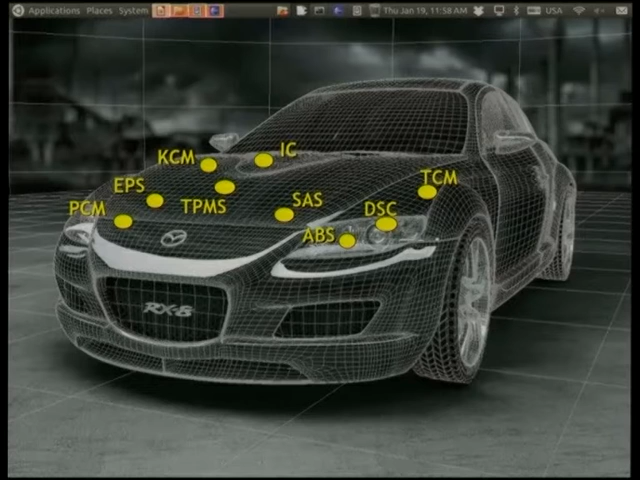 Applications Places System
Thu Jan 19, 11:58 AM
USA
KCM
IC
TCM
EPS
TPMS
SAS
PCM
DSC
ABS
RX-8